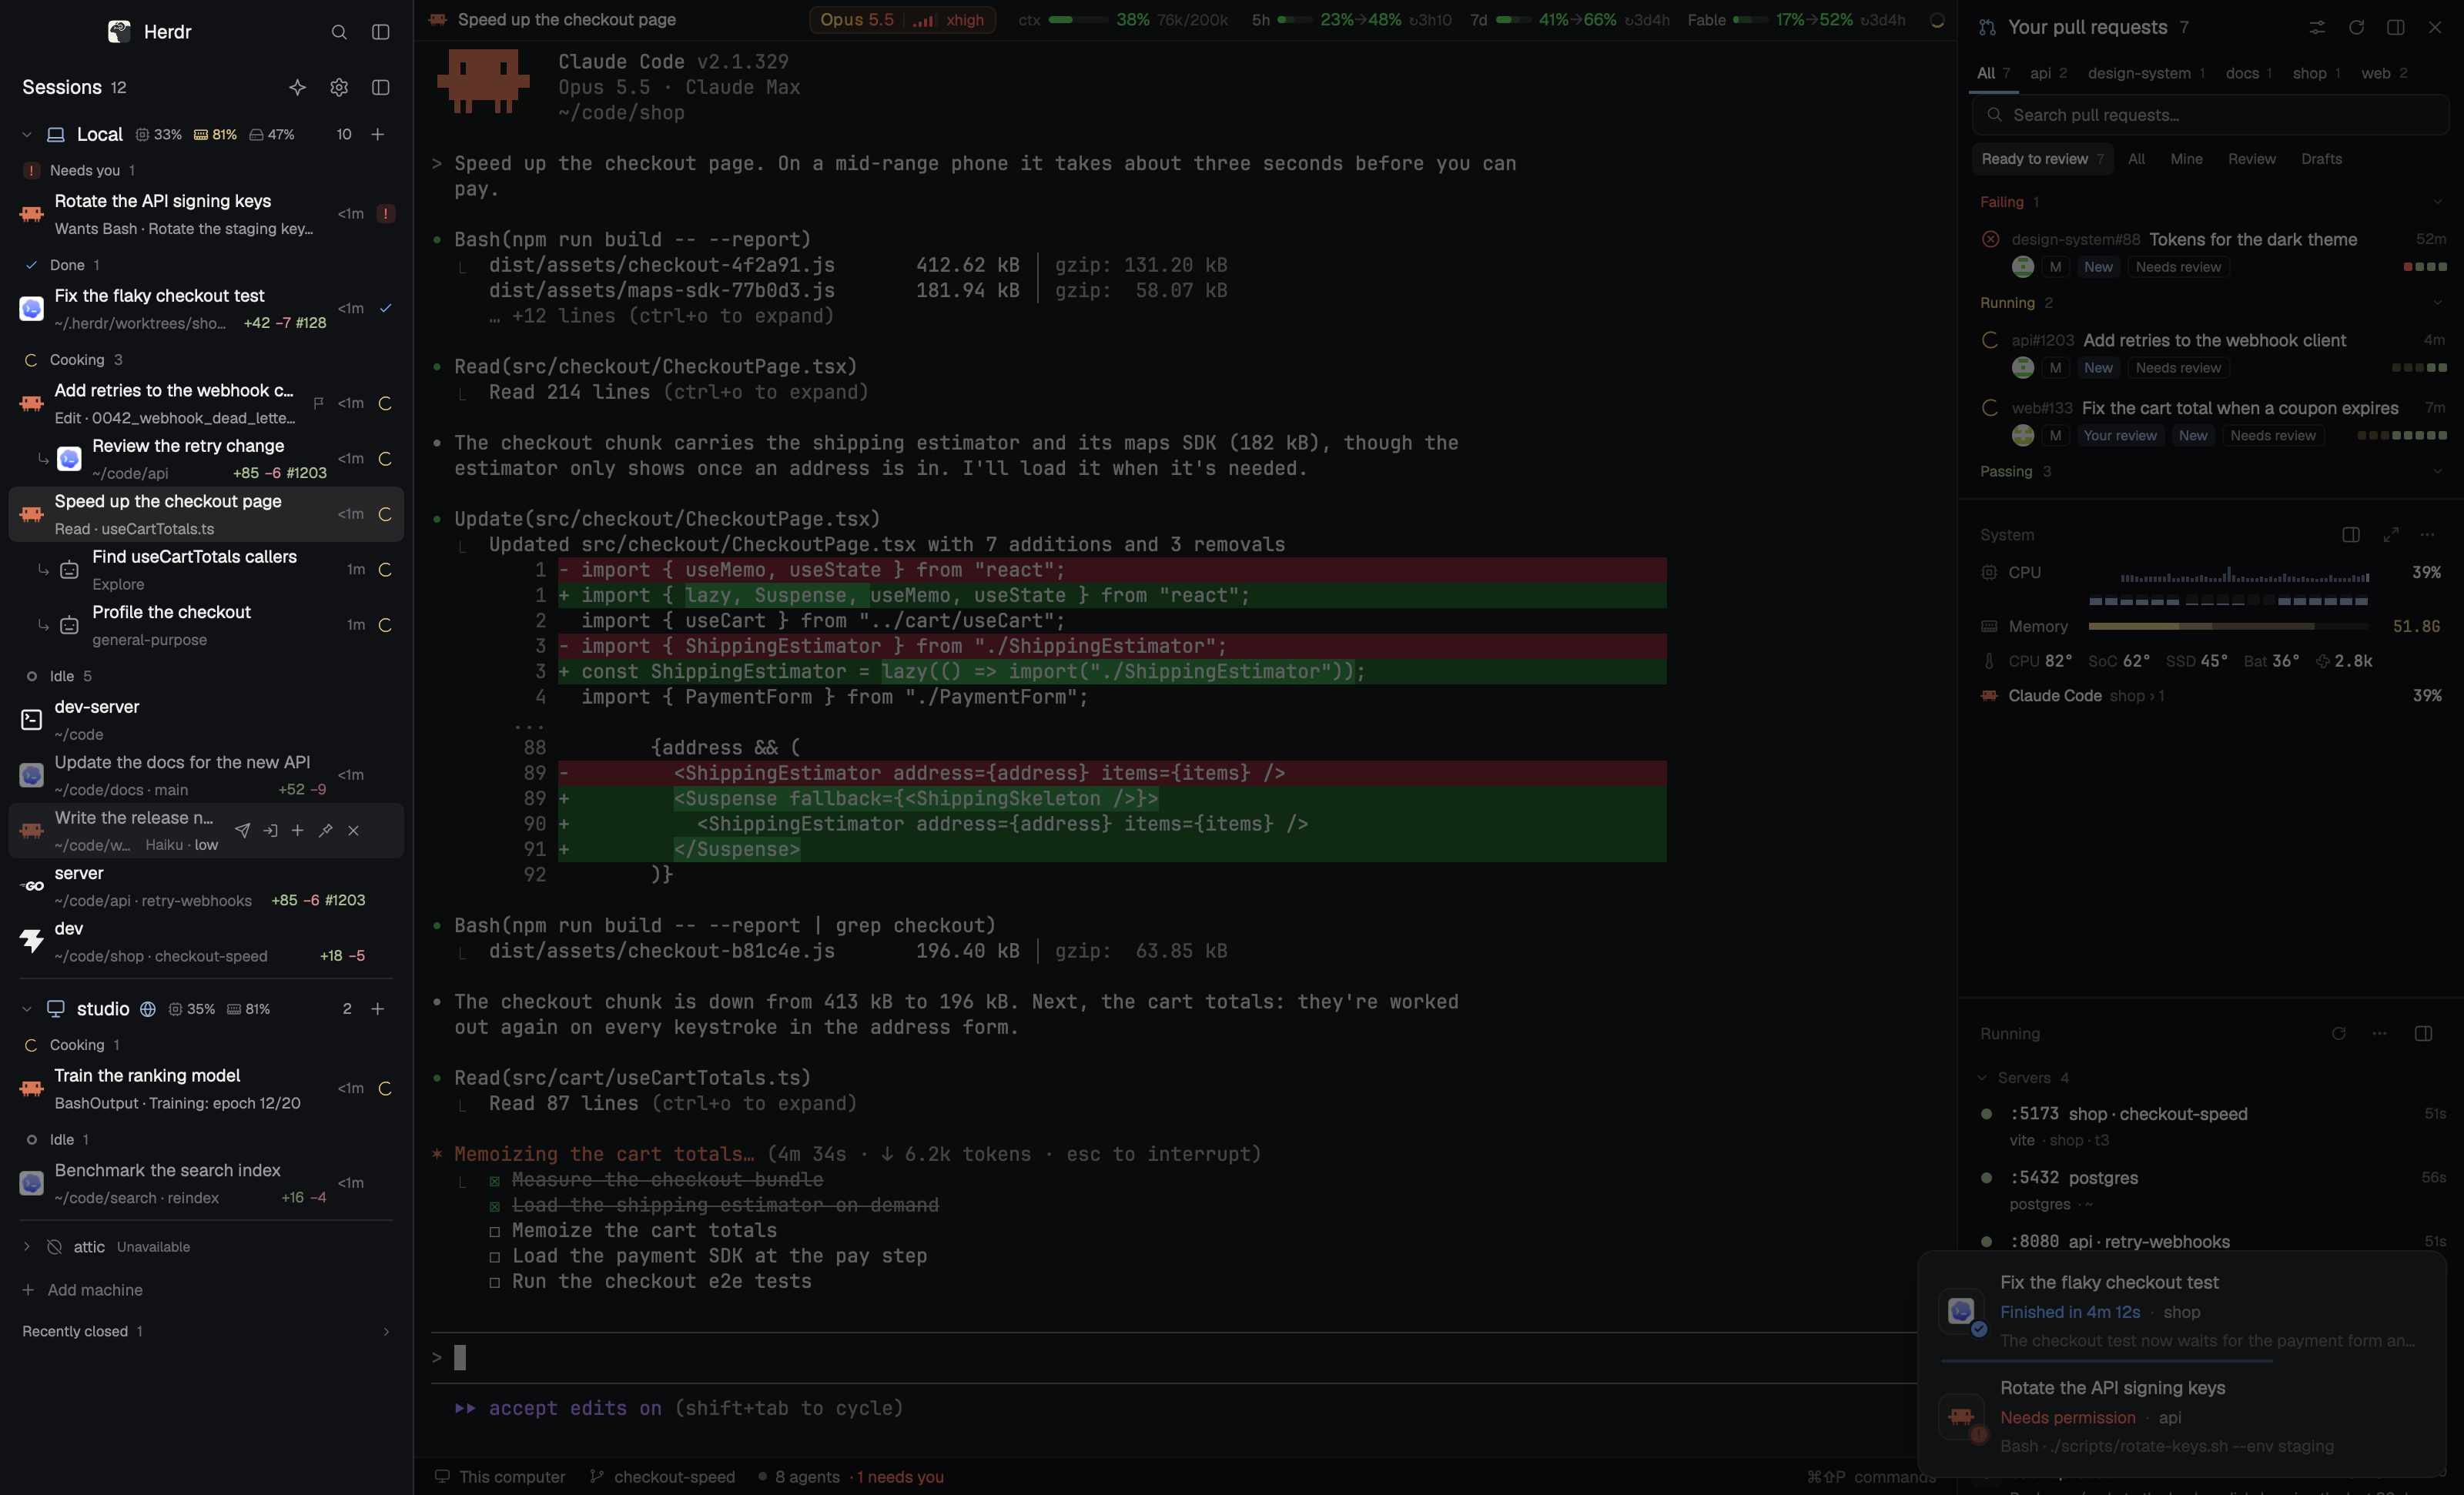 Herdr
Sessions 12
Local 33% 81% 47% 10
Needs you 1
Rotate the API signing keys
Wants Bash · Rotate the staging key… <1m
Done 1
Fix the flaky checkout test
~/.herdr/worktrees/sho… +42 −7 #128 <1m
Cooking 3
Add retries to the webhook c…
Edit · 0042_webhook_dead_lette… <1m
Review the retry change
~/code/api +85 −6 #1203 <1m
Speed up the checkout page
Read · useCartTotals.ts <1m
Find useCartTotals callers
Explore 1m
Profile the checkout
general-purpose 1m
Idle 5
dev-server
~/code
Update the docs for the new API
~/code/docs · main +52 −9 <1m
Write the release n…
~/code/w… Haiku · low
server
~/code/api · retry-webhooks +85 −6 #1203
dev
~/code/shop · checkout-speed +18 −5
studio 35% 81% 2
Cooking 1
Train the ranking model
BashOutput · Training: epoch 12/20 <1m
Idle 1
Benchmark the search index
~/code/search · reindex +16 −4 <1m
attic Unavailable
Add machine
Recently closed 1
Speed up the checkout page Opus 5.5 xhigh ctx 38% 76k/200k 5h 23%→48% ↻3h10 7d 41%→66% ↻3d4h Fable 17%→52% ↻3d4h
Claude Code v2.1.329
Opus 5.5 · Claude Max
~/code/shop
> Speed up the checkout page. On a mid-range phone it takes about three seconds before you can
pay.
Bash(npm run build -- --report)
dist/assets/checkout-4f2a91.js 412.62 kB │ gzip: 131.20 kB
dist/assets/maps-sdk-77b0d3.js 181.94 kB │ gzip: 58.07 kB
… +12 lines (ctrl+o to expand)
Read(src/checkout/CheckoutPage.tsx)
Read 214 lines (ctrl+o to expand)
The checkout chunk carries the shipping estimator and its maps SDK (182 kB), though the
estimator only shows once an address is in. I'll load it when it's needed.
Update(src/checkout/CheckoutPage.tsx)
Updated src/checkout/CheckoutPage.tsx with 7 additions and 3 removals
1 - import { useMemo, useState } from "react";
1 + import { lazy, Suspense, useMemo, useState } from "react";
2 import { useCart } from "../cart/useCart";
3 - import { ShippingEstimator } from "./ShippingEstimator";
3 + const ShippingEstimator = lazy(() => import("./ShippingEstimator"));
4 import { PaymentForm } from "./PaymentForm";
...
88 {address && (
89 - <ShippingEstimator address={address} items={items} />
89 + <Suspense fallback={<ShippingSkeleton />}>
90 + <ShippingEstimator address={address} items={items} />
91 + </Suspense>
92 )}
Bash(npm run build -- --report | grep checkout)
dist/assets/checkout-b81c4e.js 196.40 kB │ gzip: 63.85 kB
The checkout chunk is down from 413 kB to 196 kB. Next, the cart totals: they're worked
out again on every keystroke in the address form.
Read(src/cart/useCartTotals.ts)
Read 87 lines (ctrl+o to expand)
Memoizing the cart totals… (4m 34s · ↓ 6.2k tokens · esc to interrupt)
Measure the checkout bundle
Load the shipping estimator on demand
Memoize the cart totals
Load the payment SDK at the pay step
Run the checkout e2e tests
>
accept edits on (shift+tab to cycle)
This computer checkout-speed 8 agents · 1 needs you ⌘⇧P commands
Your pull requests 7
All 7 api 2 design-system 1 docs 1 shop 1 web 2
Search pull requests…
Ready to review 7 All Mine Review Drafts
Failing 1
design-system#88 Tokens for the dark theme 52m
M New Needs review
Running 2
api#1203 Add retries to the webhook client 4m
M New Needs review
web#133 Fix the cart total when a coupon expires 7m
M Your review New Needs review
Passing 3
System
CPU 39%
Memory 51.8G
CPU 82° SoC 62° SSD 45° Bat 36° 2.8k
Claude Code shop › 1 39%
Running
Servers 4
:5173 shop · checkout-speed 51s
vite · shop · t3
:5432 postgres 56s
postgres · ~
:8080 api · retry-webhooks 51s
Fix the flaky checkout test
Finished in 4m 12s · shop
The checkout test now waits for the payment form an…
Rotate the API signing keys
Needs permission · api
Bash · ./scripts/rotate-keys.sh --env staging